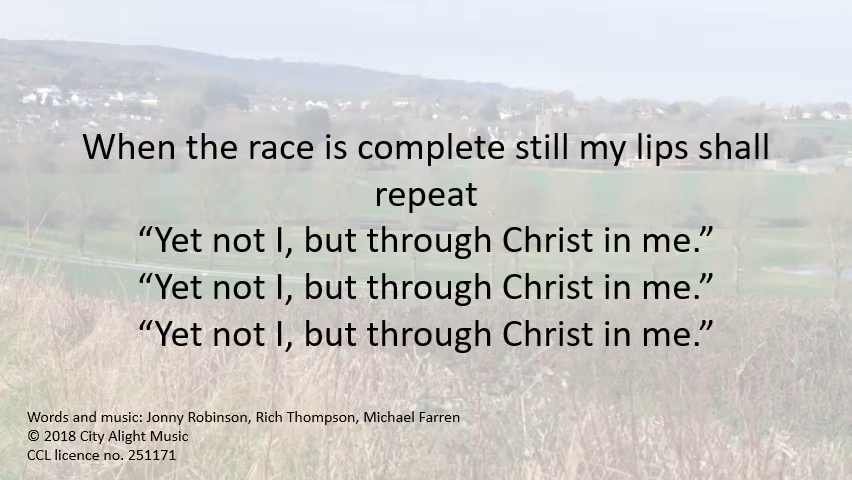 When the race is complete still my lips shall
repeat
“Yet not I, but through Christ in me.”
“Yet not I, but through Christ in me.”
“Yet not I, but through Christ in me.”
Words and music: Jonny Robinson, Rich Thompson, Michael Farren
© 2018 City Alight Music
CCL licence no. 251171